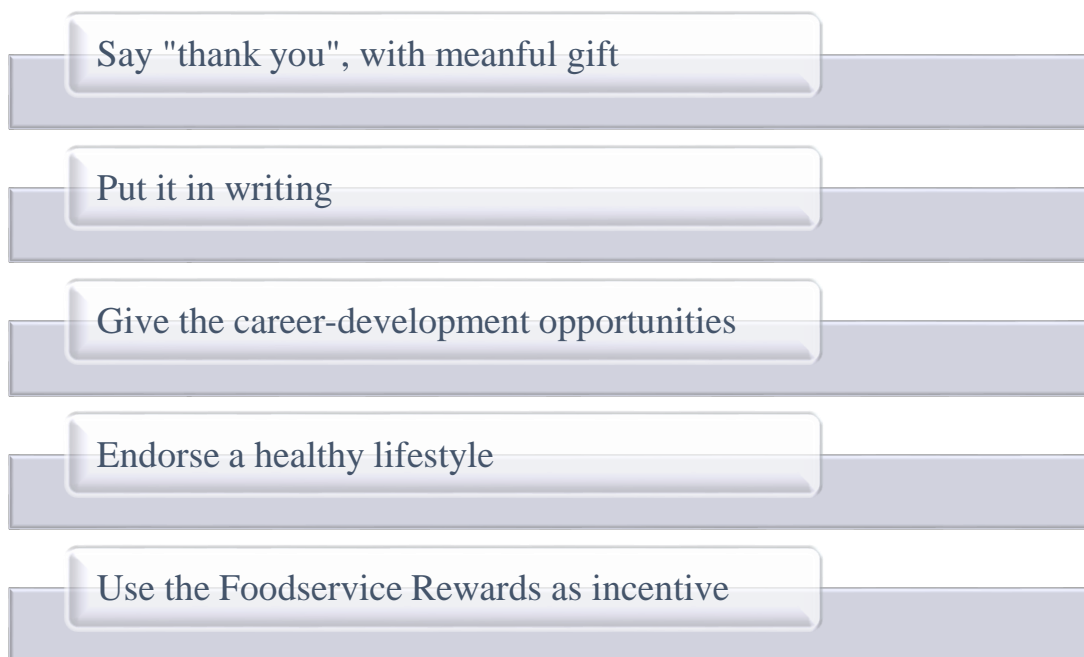 Say "thank you", with meanful gift
Put it in writing
Give the career-development opportunities
Endorse a healthy lifestyle
Use the Foodservice Rewards as incentive